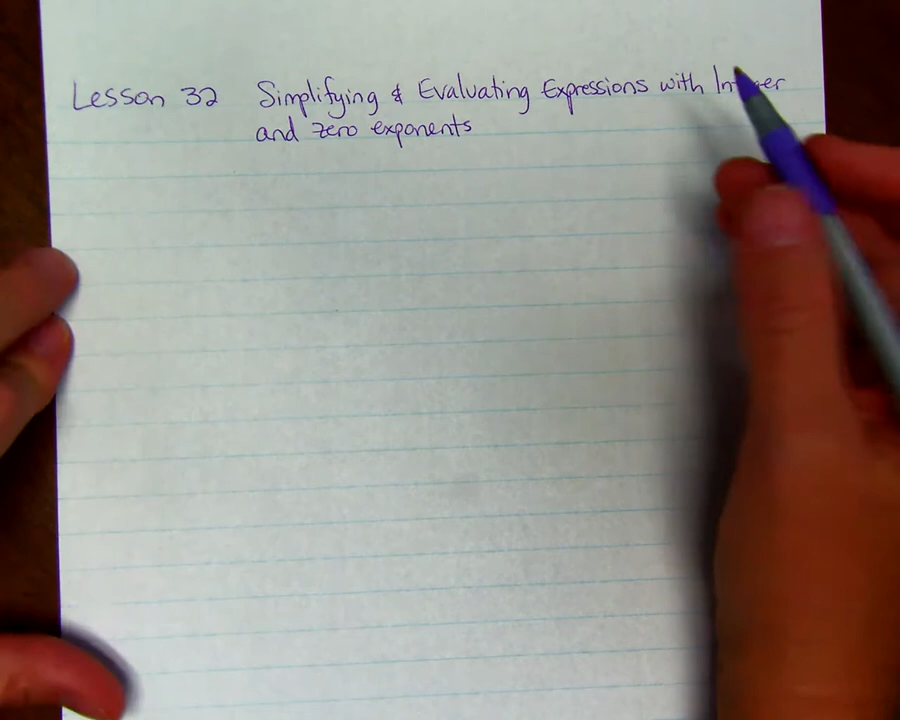 Lesson 32 Simplifying & Evaluating Expressions with
and zero exponents